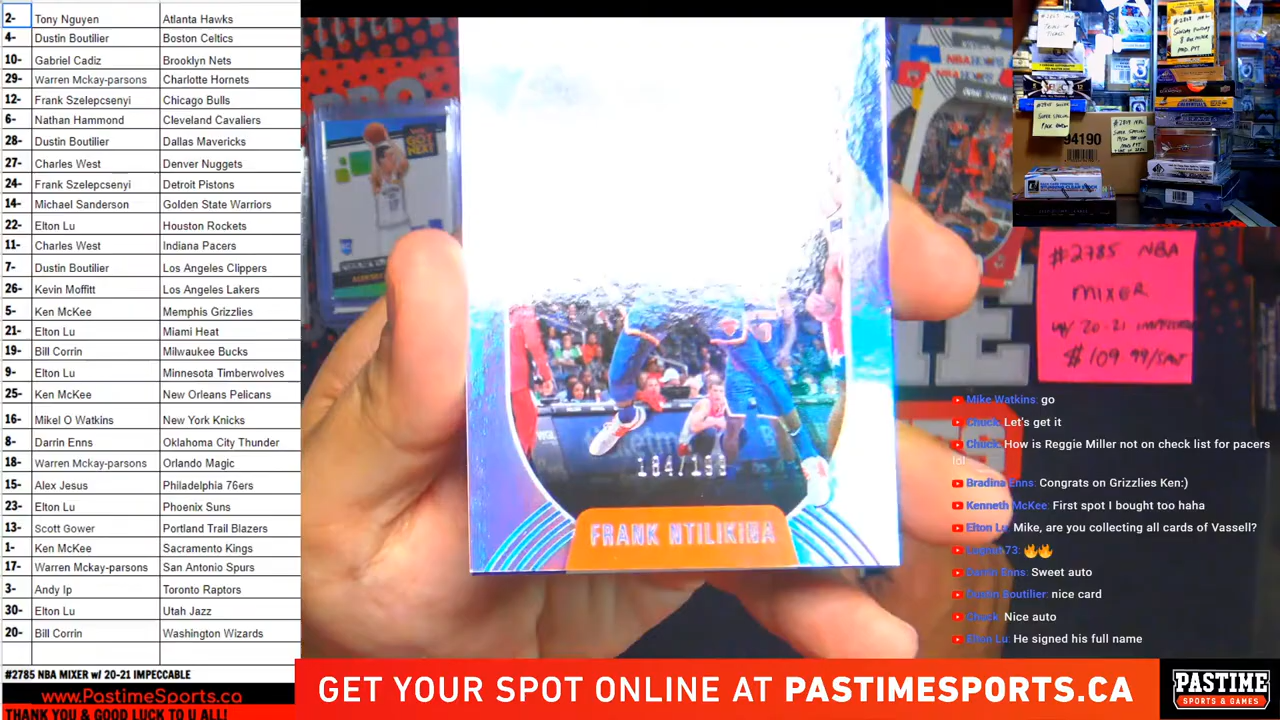 2- Tony Nguyen Atlanta Hawks
4- Dustin Boutilier Boston Celtics
10- Gabriel Cadiz Brooklyn Nets
29- Warren Mckay-parsons Charlotte Hornets
12- Frank Szelepcsenyi Chicago Bulls
6- Nathan Hammond Cleveland Cavaliers
28- Dustin Boutilier Dallas Mavericks
27- Charles West Denver Nuggets
24- Frank Szelepcsenyi Detroit Pistons
14- Michael Sanderson Golden State Warriors
22- Elton Lu Houston Rockets
11- Charles West Indiana Pacers
7- Dustin Boutilier Los Angeles Clippers
26- Kevin Moffitt Los Angeles Lakers
5- Ken McKee Memphis Grizzlies
21- Elton Lu Miami Heat
19- Bill Corrin Milwaukee Bucks
9- Elton Lu Minnesota Timberwolves
25- Ken McKee New Orleans Pelicans
16- Mikel O Watkins New York Knicks
8- Darrin Enns Oklahoma City Thunder
18- Warren Mckay-parsons Orlando Magic
15- Alex Jesus Philadelphia 76ers
23- Elton Lu Phoenix Suns
13- Scott Gower Portland Trail Blazers
1- Ken McKee Sacramento Kings
17- Warren Mckay-parsons San Antonio Spurs
3- Andy Ip Toronto Raptors
30- Elton Lu Utah Jazz
20- Bill Corrin Washington Wizards
#2785 NBA MIXER w/ 20-21 IMPECCABLE
www.PastimeSports.ca
THANK YOU & GOOD LUCK TO U ALL!
184/199
FRANK NTILIKINA
94190
#2785 NBA
MIXER
w/ 20-21 IMPECCABLE
$109.99/SPOT
Mike Watkins: go
Chuck: Let's get it
Chuck: How is Reggie Miller not on check list for pacers
lol
Bradina Enns: Congrats on Grizzlies Ken:)
Kenneth McKee: First spot I bought too haha
Elton Lu: Mike, are you collecting all cards of Vassell?
Darrin Enns: Sweet auto
Dustin Boutilier: nice card
Chuck: Nice auto
Elton Lu: He signed his full name
GET YOUR SPOT ONLINE AT PASTIMESPORTS.CA
PASTIME
SPORTS & GAMES